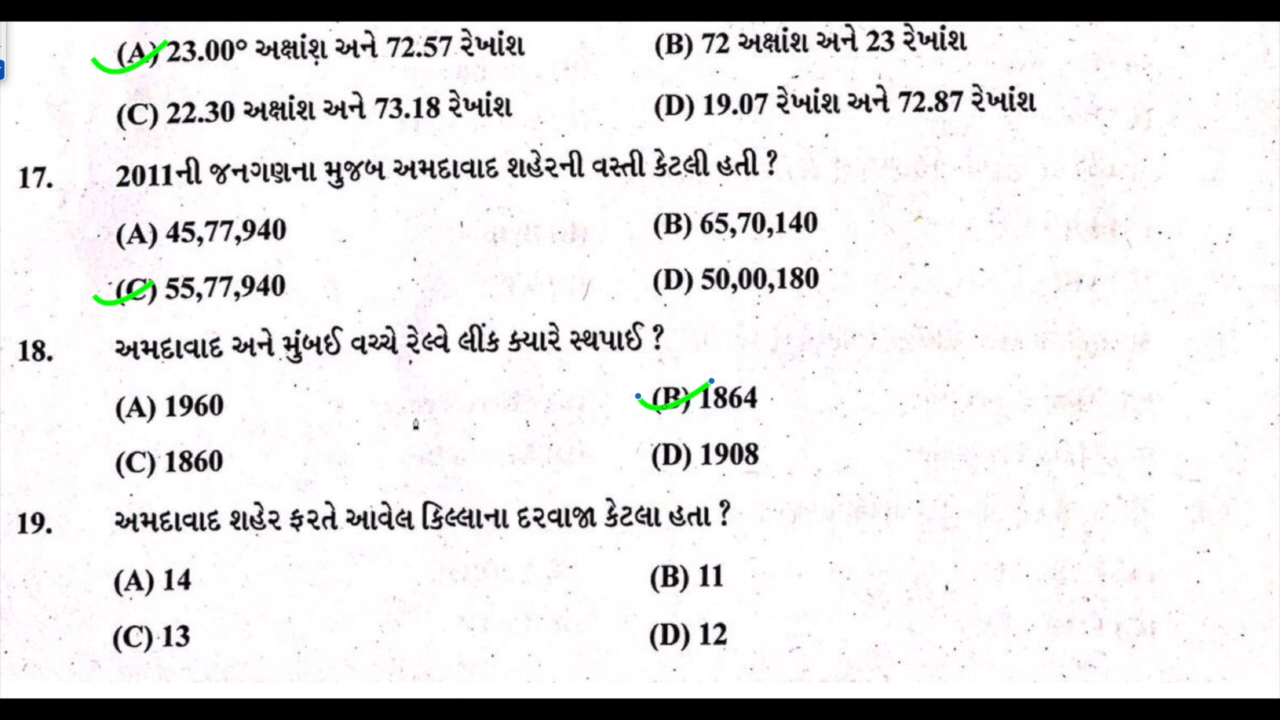 (A) 23.00° અક્ષાંશ અને 72.57 રેખાંશ (B) 72 અક્ષાંશ અને 23 રેખાંશ
(C) 22.30 અક્ષાંશ અને 73.18 રેખાંશ (D) 19.07 રેખાંશ અને 72.87 રેખાંશ
17. 2011ની જનગણના મુજબ અમદાવાદ શહેરની વસ્તી કેટલી હતી ?
(A) 45,77,940 (B) 65,70,140
(C) 55,77,940 (D) 50,00,180
18. અમદાવાદ અને મુંબઈ વચ્ચે રેલ્વે લીંક ક્યારે સ્થપાઈ ?
(A) 1960 (B) 1864
(C) 1860 (D) 1908
19. અમદાવાદ શહેર ફરતે આવેલ કિલ્લાના દરવાજા કેટલા હતા ?
(A) 14 (B) 11
(C) 13 (D) 12